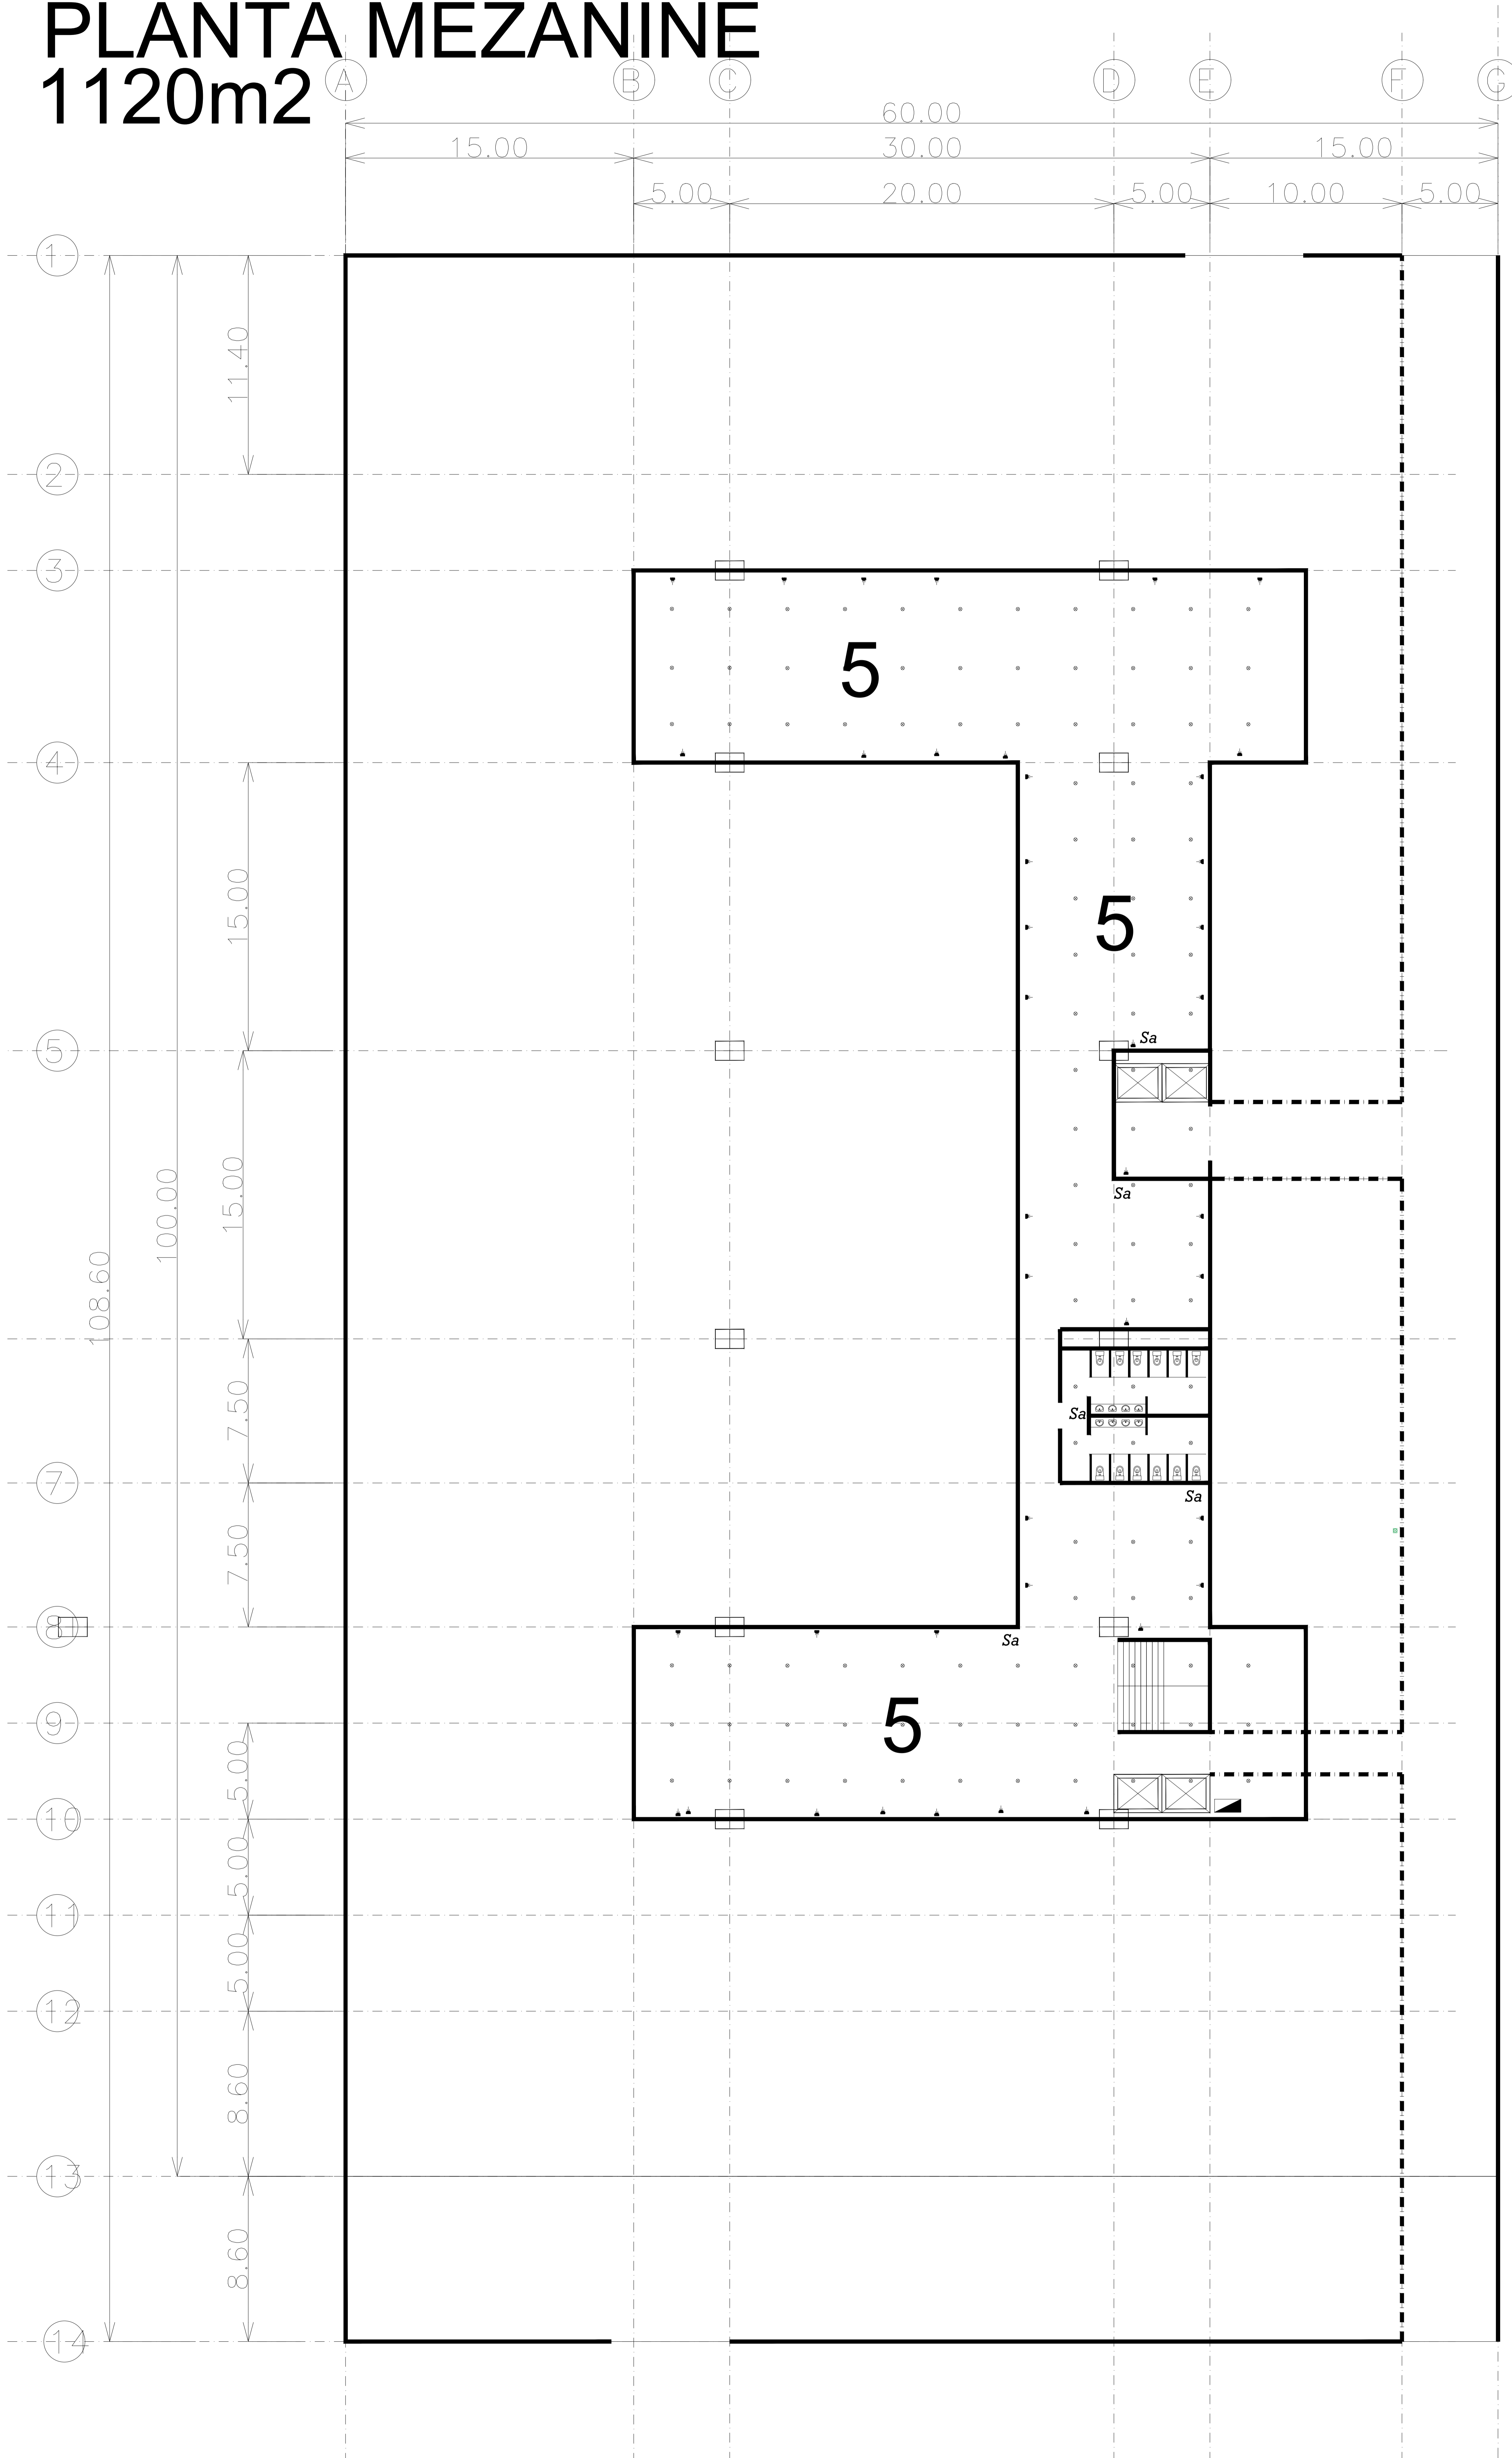 PLANTA MEZANINE
1120m2
A
B
C
D
E
F
G
60.00
15.00
30.00
15.00
5.00
20.00
5.00
10.00
5.00
1
11.40
2
3
5
4
15.00
5
5
Sa
Sa
15.00
100.00
108.60
7.50
Sa
7
Sa
7.50
8
Sa
5
9
5.00
10
5.00
11
5.00
12
8.60
13
8.60
14